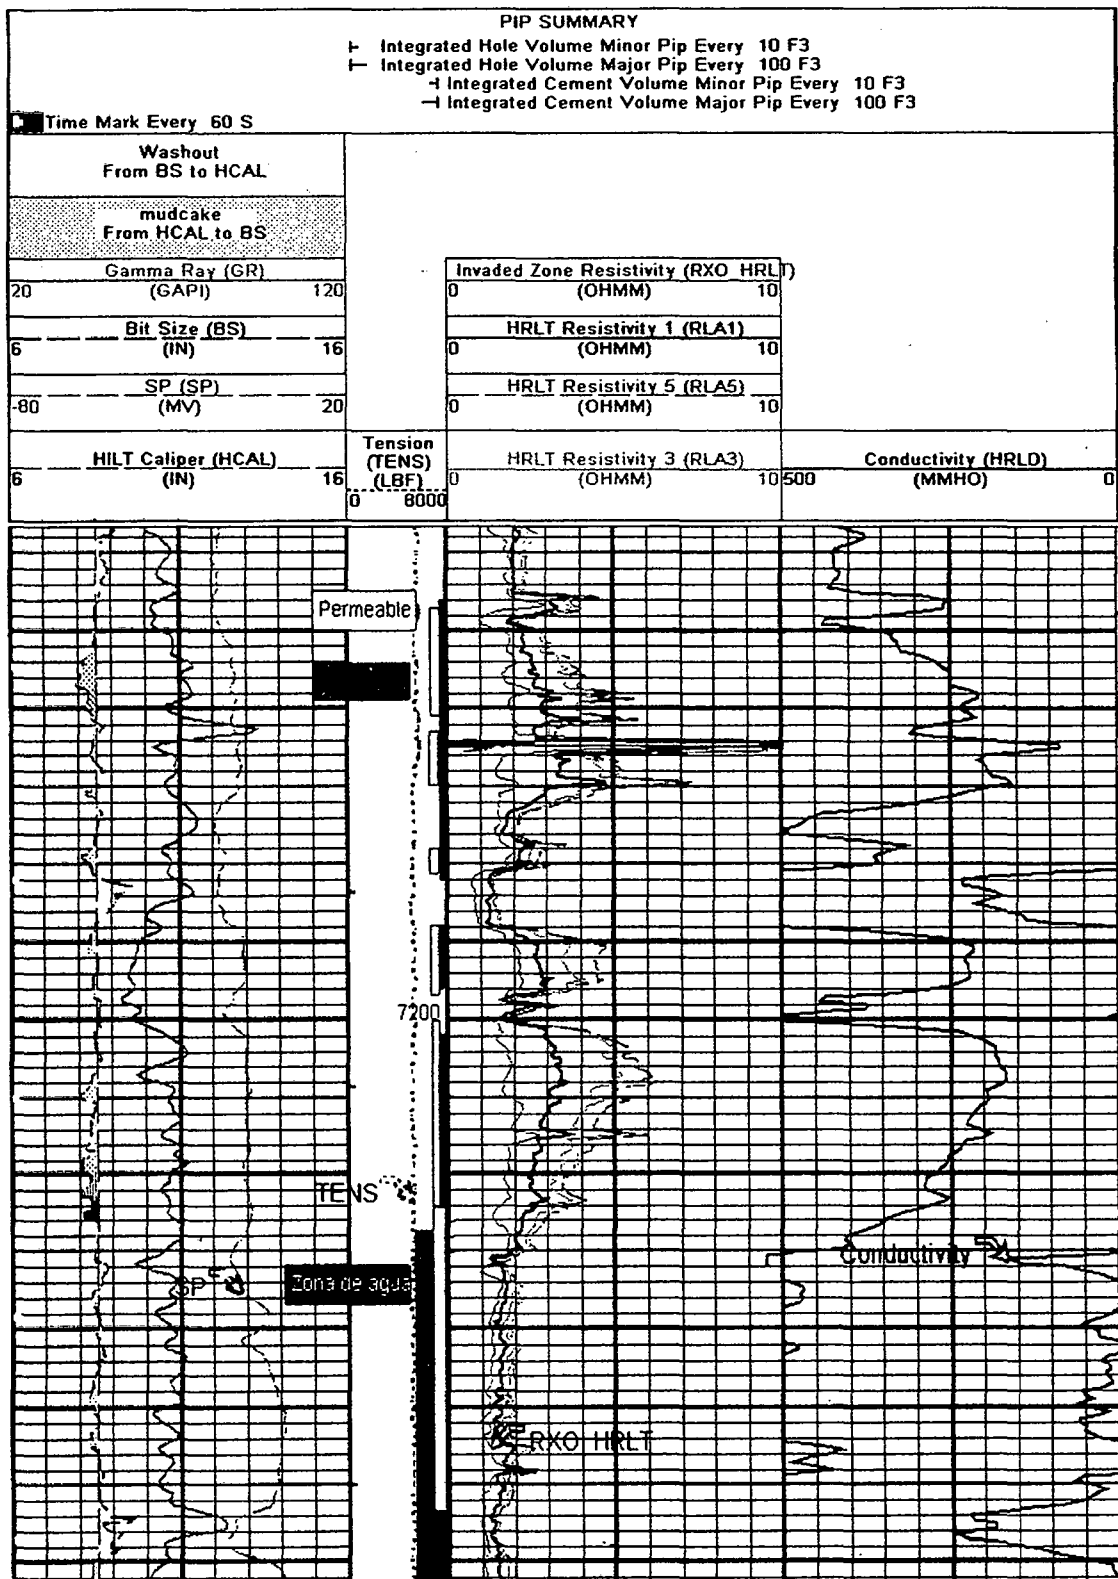 PIP SUMMARY
Integrated Hole Volume Minor Pip Every 10 F3
Integrated Hole Volume Major Pip Every 100 F3
Integrated Cement Volume Minor Pip Every 10 F3
Integrated Cement Volume Major Pip Every 100 F3
Time Mark Every 60 S
Washout
From BS to HCAL
mudcake
From HCAL to BS
Gamma Ray (GR)
20 (GAPI) 120
Invaded Zone Resistivity (RXO_HRLT)
0 (OHMM) 10
Bit Size (BS)
6 (IN) 16
HRLT Resistivity 1 (RLA1)
0 (OHMM) 10
SP (SP)
-80 (MV) 20
HRLT Resistivity 5 (RLA5)
0 (OHMM) 10
HILT Caliper (HCAL)
6 (IN) 16
Tension
(TENS)
(LBF)
0 8000
HRLT Resistivity 3 (RLA3)
0 (OHMM) 10
Conductivity (HRLD)
500 (MMHO) 0
Permeable
7200
TENS
Conductivity
SP
Zona de agua
RXO HRLT